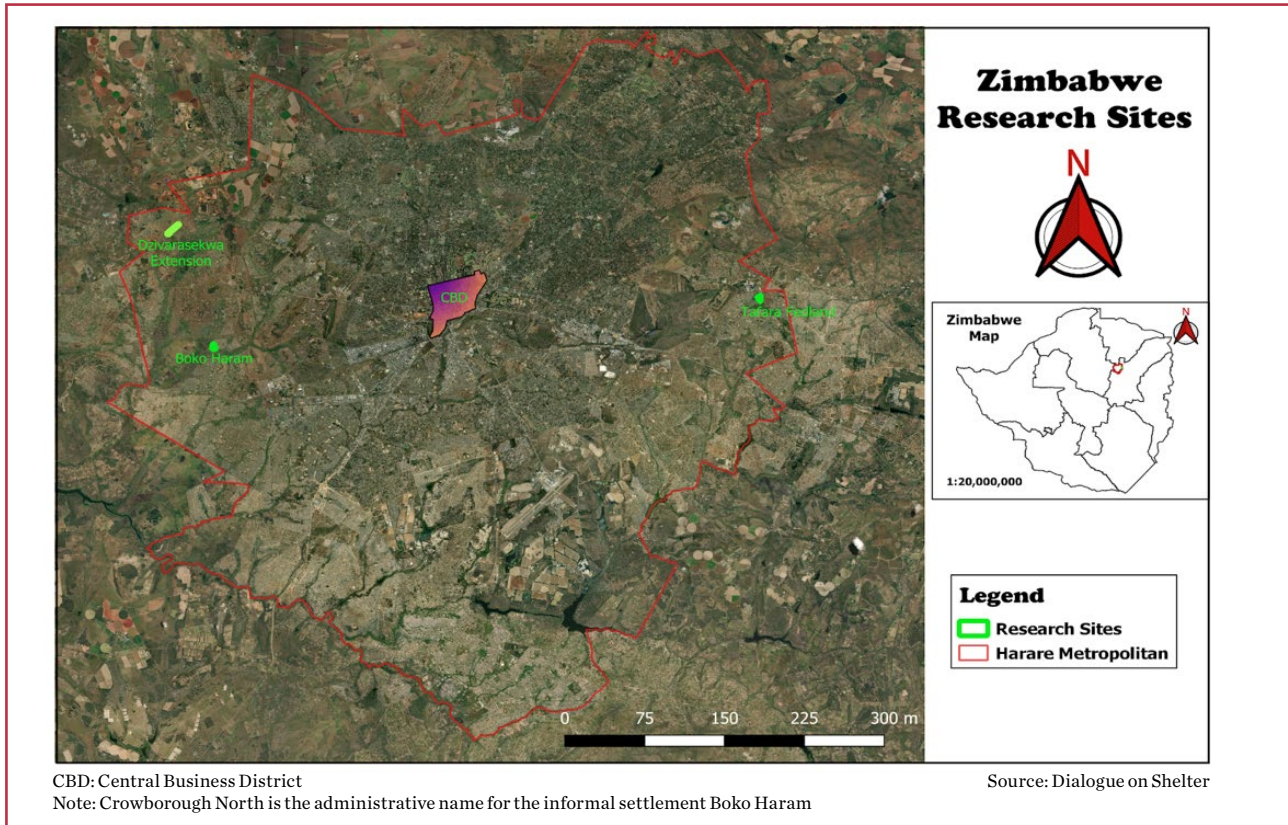 Zimbabwe
Research Sites
N
Dzivarasekwa
Extension
CBD
Tafara Fedland
Boko Haram
Zimbabwe
Map
N
1:20,000,000
Legend
Research Sites
Harare Metropolitan
0 75 150 225 300 m
CBD: Central Business District
Source: Dialogue on Shelter
Note: Crowborough North is the administrative name for the informal settlement Boko Haram